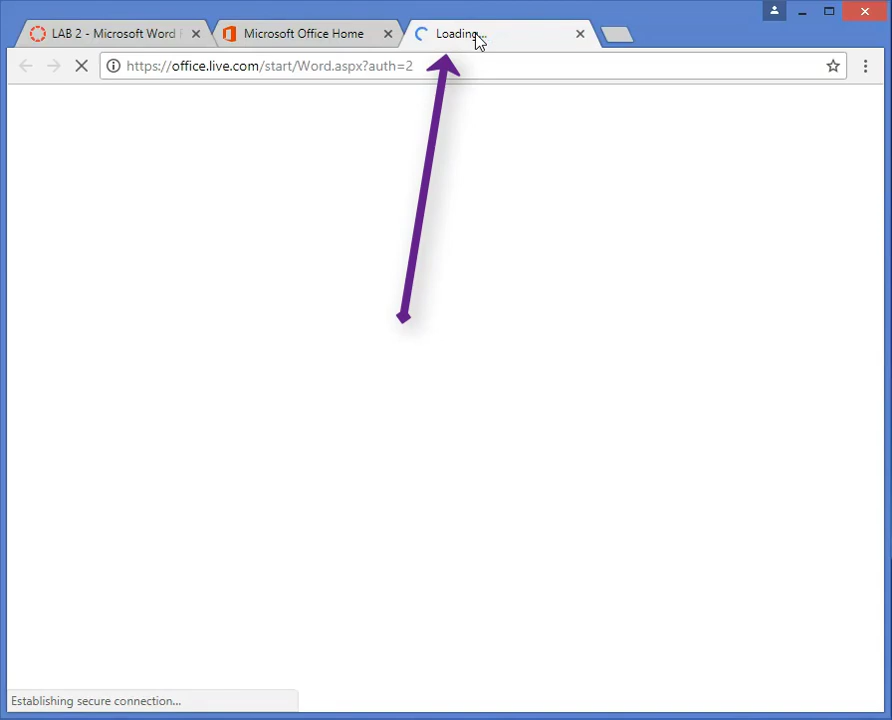 LAB 2 - Microsoft Word
Microsoft Office Home
Loading...
https://office.live.com/start/Word.aspx?auth=2
Establishing secure connection...